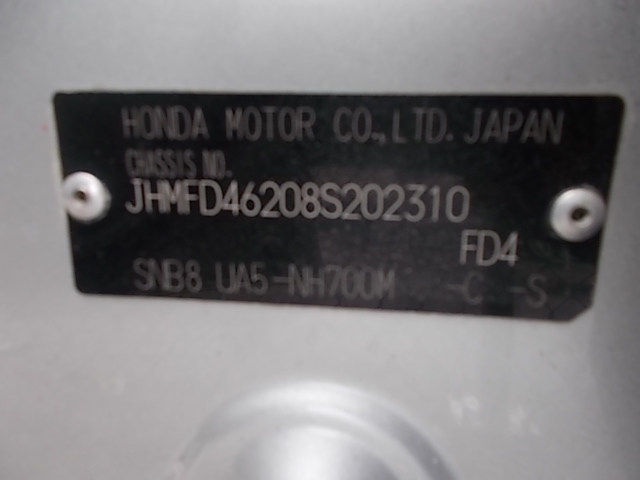 HONDA MOTOR CO.,LTD. JAPAN
CHASSIS NO.
JHMFD46208S202310
FD4
SNB8 UA5-NH700M -C -S